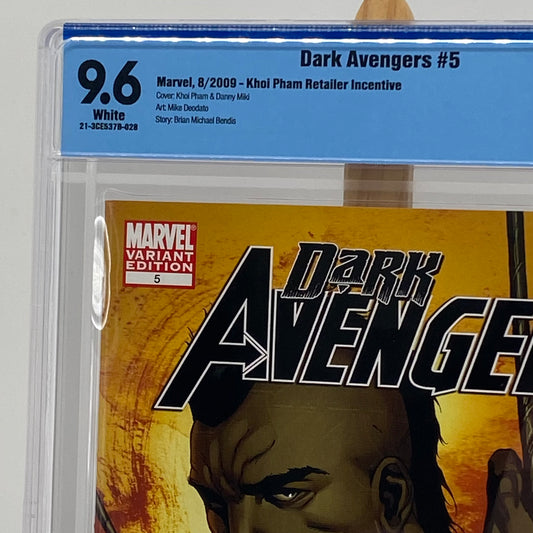 Dark Avengers #5
9.6
White
21-3CE537B-028
Marvel, 8/2009 - Khoi Pham Retailer Incentive
Cover: Khoi Pham & Danny Miki
Art: Mike Deodato
Story: Brian Michael Bendis
MARVEL
VARIANT
EDITION
5
DARK
AVENGE